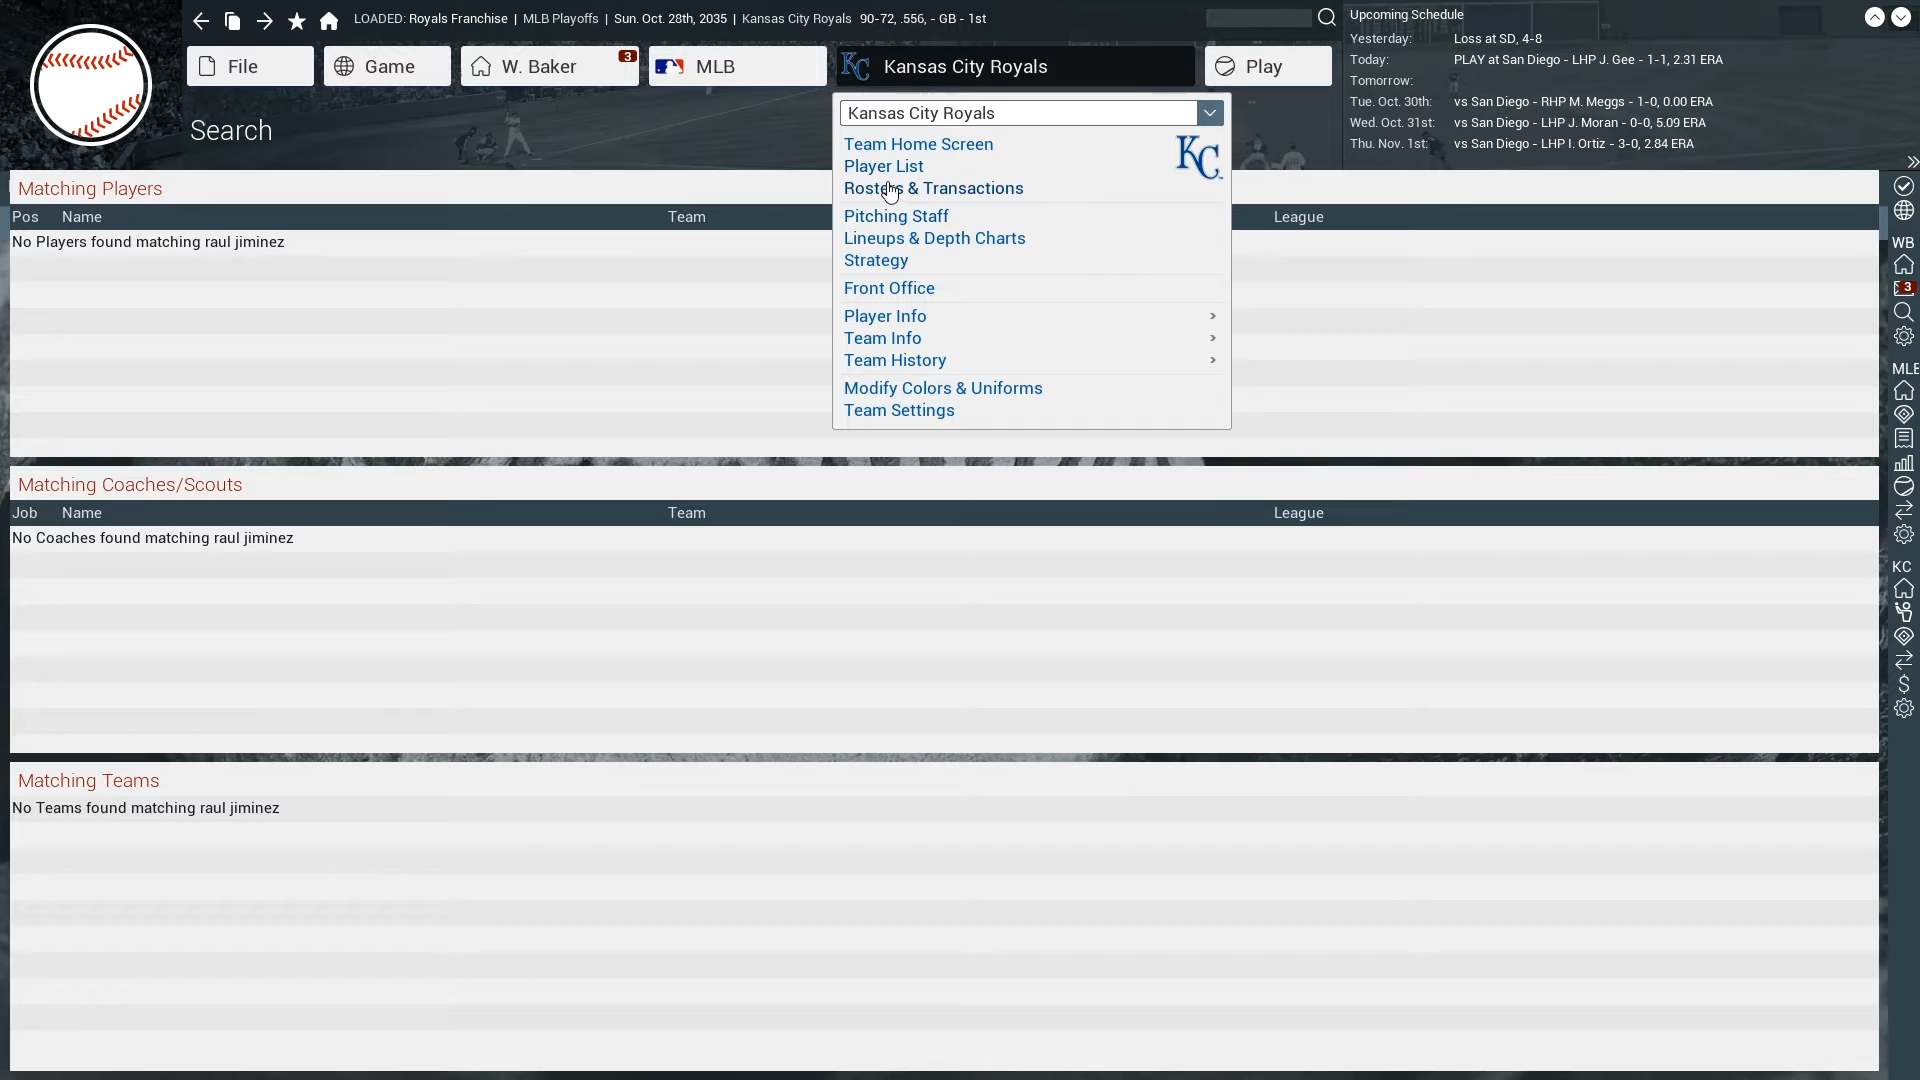 LOADED: Royals Franchise | MLB Playoffs | Sun. Oct. 28th, 2035 | Kansas City Royals 90-72, .556, - GB - 1st
File
Game
W. Baker
3
MLB
KC
Kansas City Royals
Play
Search
Upcoming Schedule
Yesterday: Loss at SD, 4-8
Today: PLAY at San Diego - LHP J. Gee - 1-1, 2.31 ERA
Tomorrow:
Tue. Oct. 30th: vs San Diego - RHP M. Meggs - 1-0, 0.00 ERA
Wed. Oct. 31st: vs San Diego - LHP J. Moran - 0-0, 5.09 ERA
Thu. Nov. 1st: vs San Diego - LHP I. Ortiz - 3-0, 2.84 ERA
Kansas City Royals
KC
Team Home Screen
Player List
Rosters & Transactions
Pitching Staff
Lineups & Depth Charts
Strategy
Front Office
Player Info
Team Info
Team History
Modify Colors & Uniforms
Team Settings
Matching Players
Pos Name Team League
No Players found matching raul jiminez
Matching Coaches/Scouts
Job Name Team League
No Coaches found matching raul jiminez
Matching Teams
No Teams found matching raul jiminez
WB
3
MLB
KC